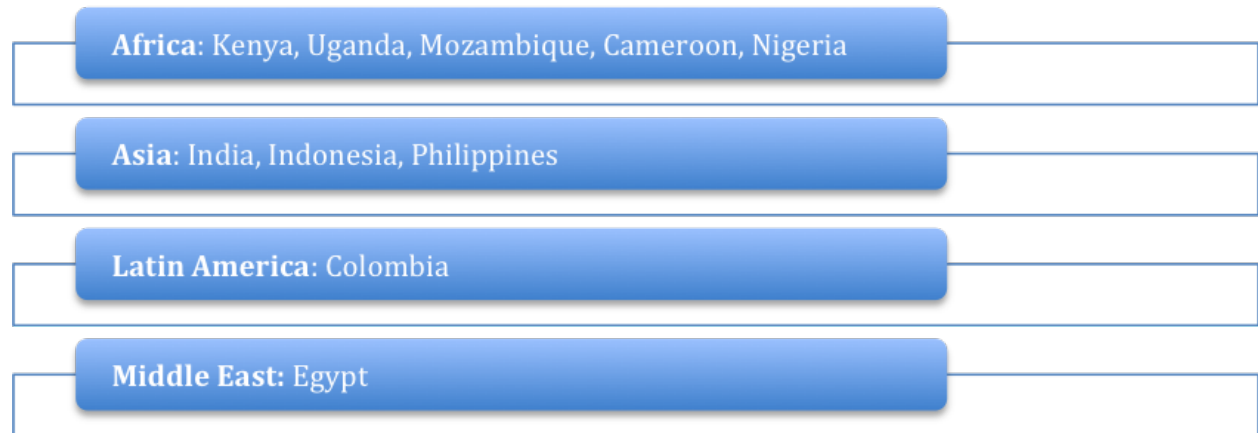 Africa: Kenya, Uganda, Mozambique, Cameroon, Nigeria
Asia: India, Indonesia, Philippines
Latin America: Colombia
Middle East: Egypt